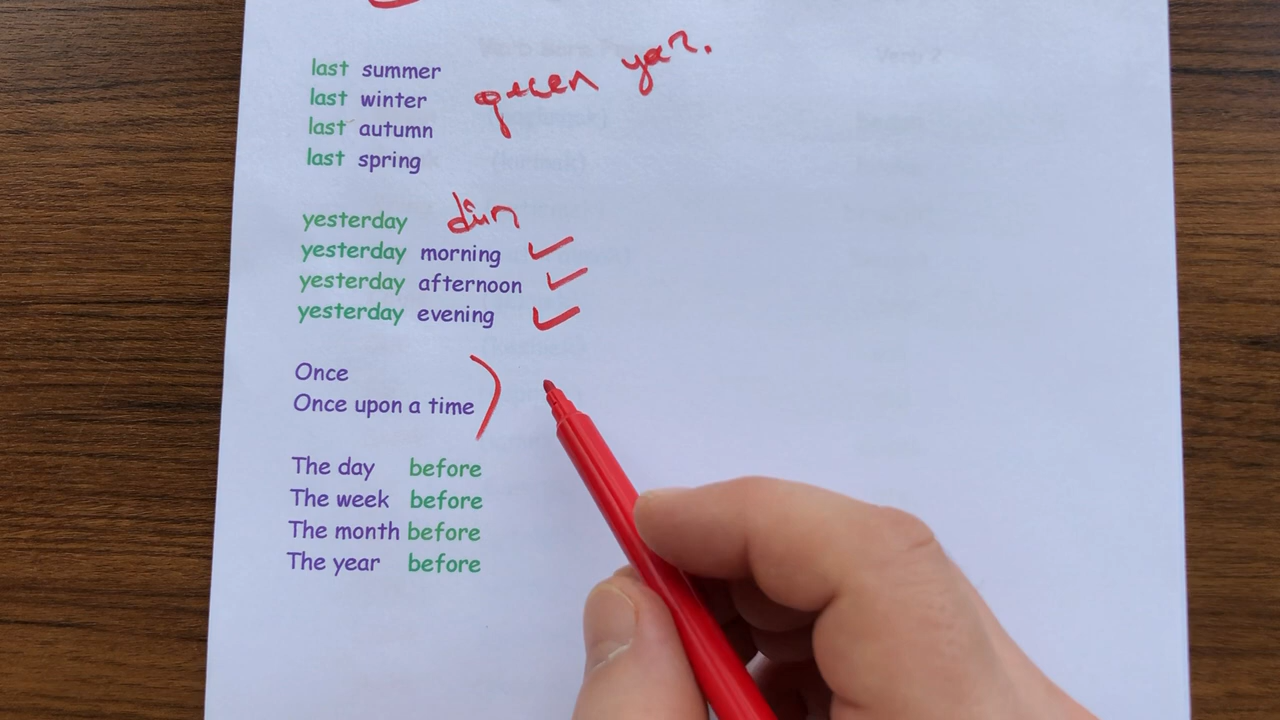 last summer gecen yaz.
last winter
last autumn
last spring
yesterday dün
yesterday morning
yesterday afternoon
yesterday evening
Once
Once upon a time
The day before
The week before
The month before
The year before